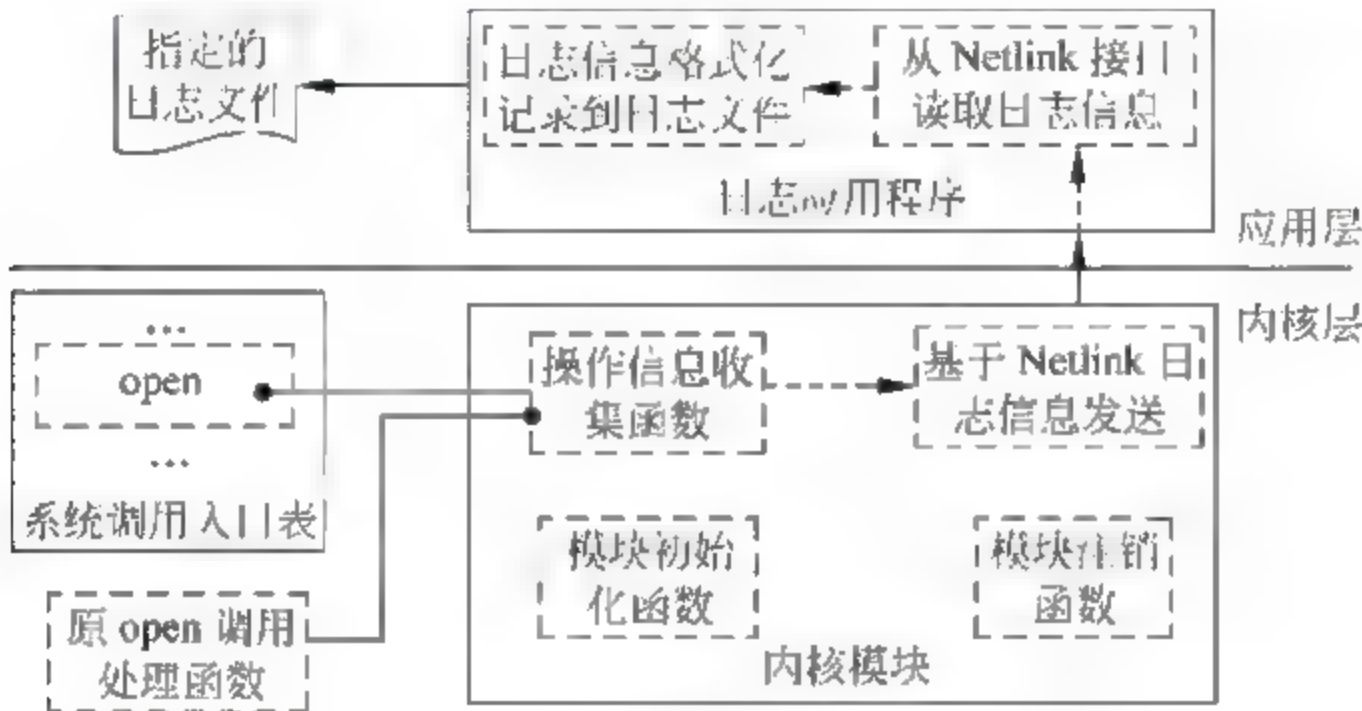 指定的
日志文件
日志信息格式化
记录到日志文件
从 Netlink 接口
读取日志信息
日志应用程序
应用层
内核层
...
open
...
系统调用入口表
操作信息收
集函数
基于 Netlink 日
志信息发送
模块初始
化函数
模块注销
函数
原 open 调用
处理函数
内核模块